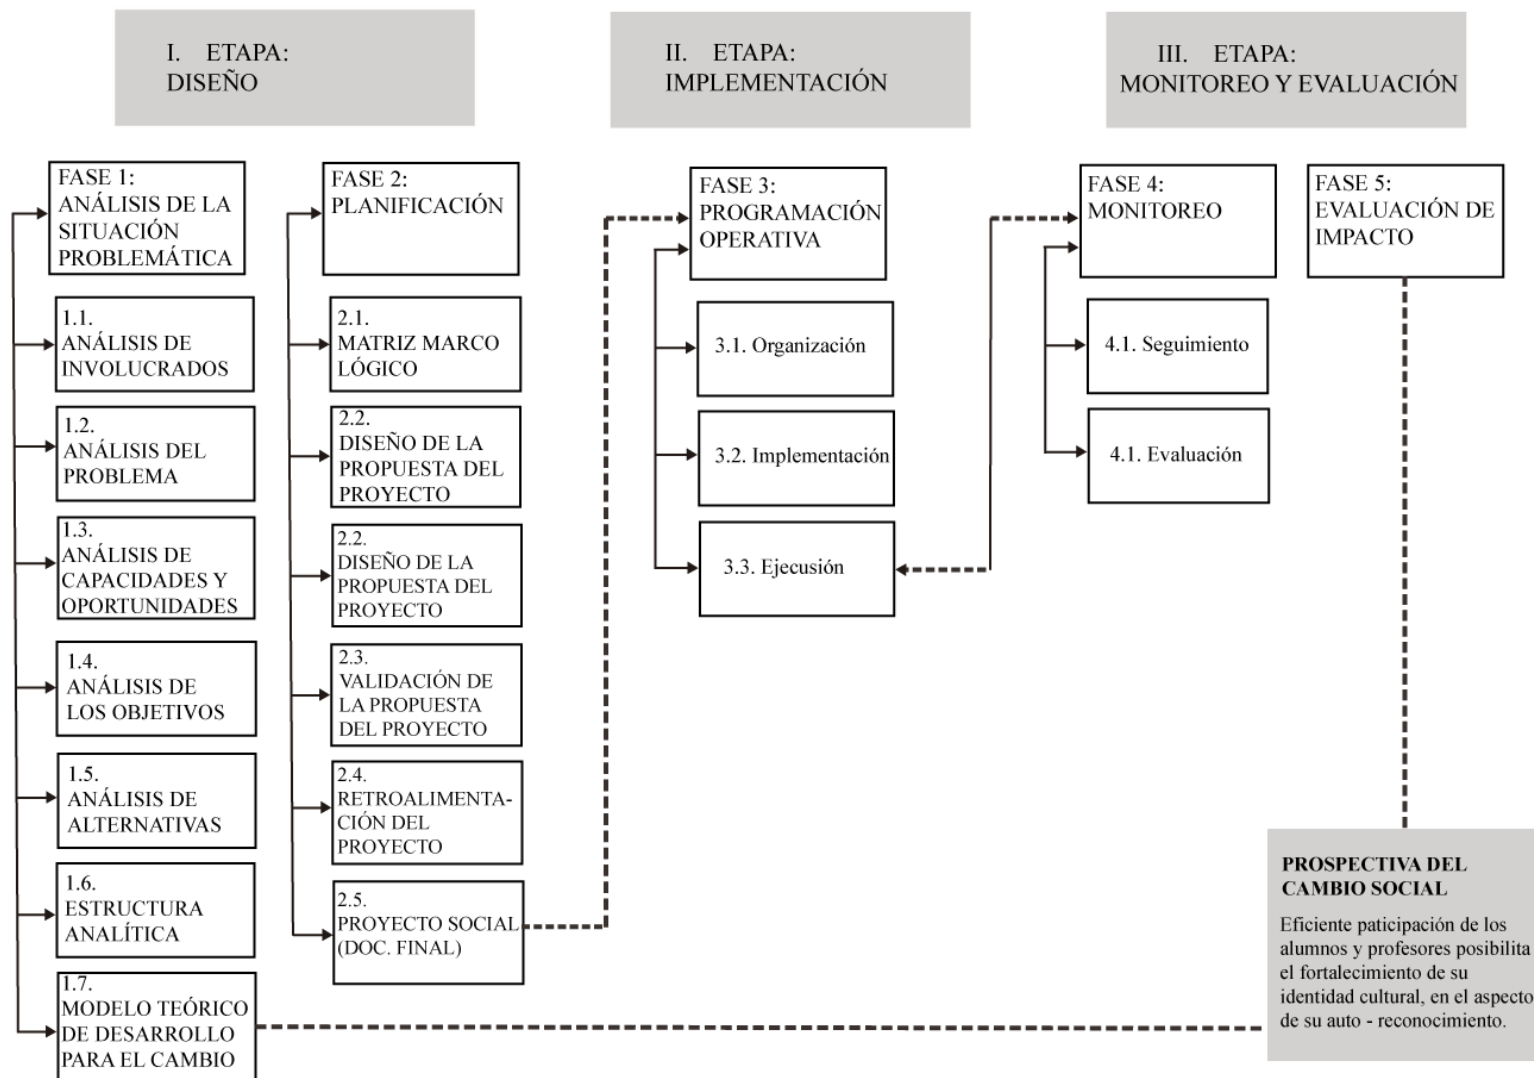 I. ETAPA:
DISEÑO
II. ETAPA:
IMPLEMENTACIÓN
III. ETAPA:
MONITOREO Y EVALUACIÓN
FASE 1:
ANÁLISIS DE LA
SITUACIÓN
PROBLEMÁTICA
1.1.
ANÁLISIS DE
INVOLUCRADOS
1.2.
ANÁLISIS DEL
PROBLEMA
1.3.
ANÁLISIS DE
CAPACIDADES Y
OPORTUNIDADES
1.4.
ANÁLISIS DE
LOS OBJETIVOS
1.5.
ANÁLISIS DE
ALTERNATIVAS
1.6.
ESTRUCTURA
ANALÍTICA
1.7.
MODELO TEÓRICO
DE DESARROLLO
PARA EL CAMBIO
FASE 2:
PLANIFICACIÓN
2.1.
MATRIZ MARCO
LÓGICO
2.2.
DISEÑO DE LA
PROPUESTA DEL
PROYECTO
2.2.
DISEÑO DE LA
PROPUESTA DEL
PROYECTO
2.3.
VALIDACIÓN DE
LA PROPUESTA
DEL PROYECTO
2.4.
RETROALIMENTA-
CIÓN DEL
PROYECTO
2.5.
PROYECTO SOCIAL
(DOC. FINAL)
FASE 3:
PROGRAMACIÓN
OPERATIVA
3.1. Organización
3.2. Implementación
3.3. Ejecusión
FASE 4:
MONITOREO
4.1. Seguimiento
4.1. Evaluación
FASE 5:
EVALUACIÓN DE
IMPACTO
PROSPECTIVA DEL
CAMBIO SOCIAL
Eficiente paticipación de los
alumnos y profesores posibilita
el fortalecimiento de su
identidad cultural, en el aspecto
de su auto - reconocimiento.